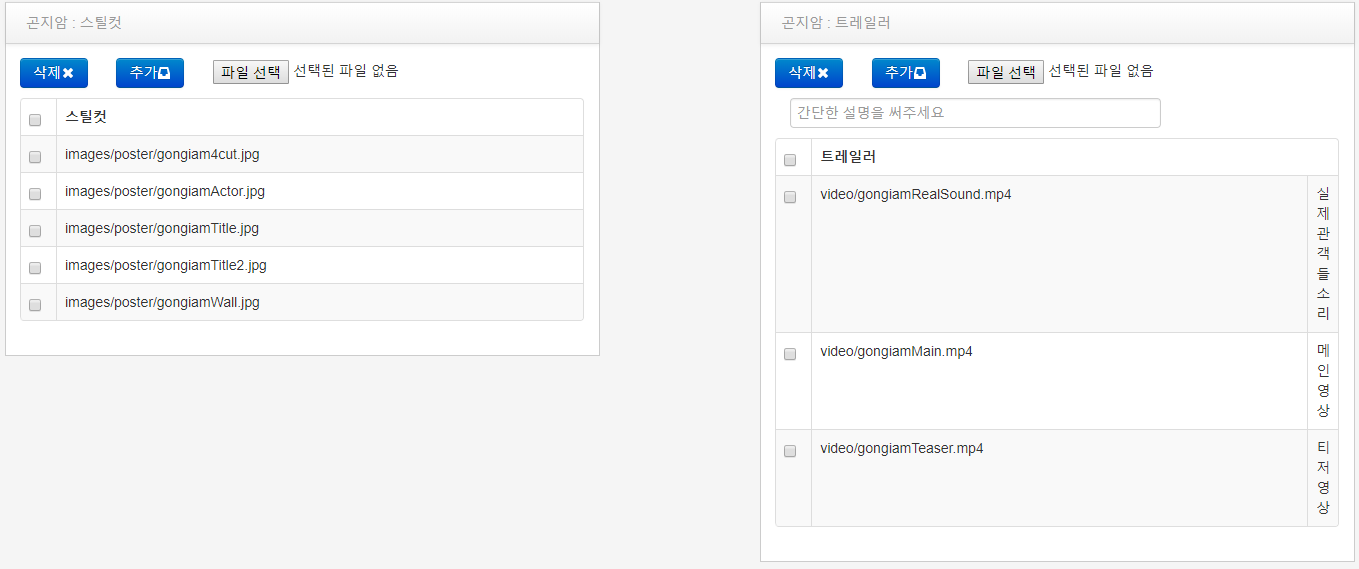 곤지암 : 스틸컷
삭제 추가 파일 선택 선택된 파일 없음
스틸컷
images/poster/gongiam4cut.jpg
images/poster/gongiamActor.jpg
images/poster/gongiamTitle.jpg
images/poster/gongiamTitle2.jpg
images/poster/gongiamWall.jpg
곤지암 : 트레일러
삭제 추가 파일 선택 선택된 파일 없음
간단한 설명을 써주세요
트레일러
video/gongiamRealSound.mp4
실
제
관
객
들
소
리
video/gongiamMain.mp4
메
인
영
상
video/gongiamTeaser.mp4
티
저
영
상